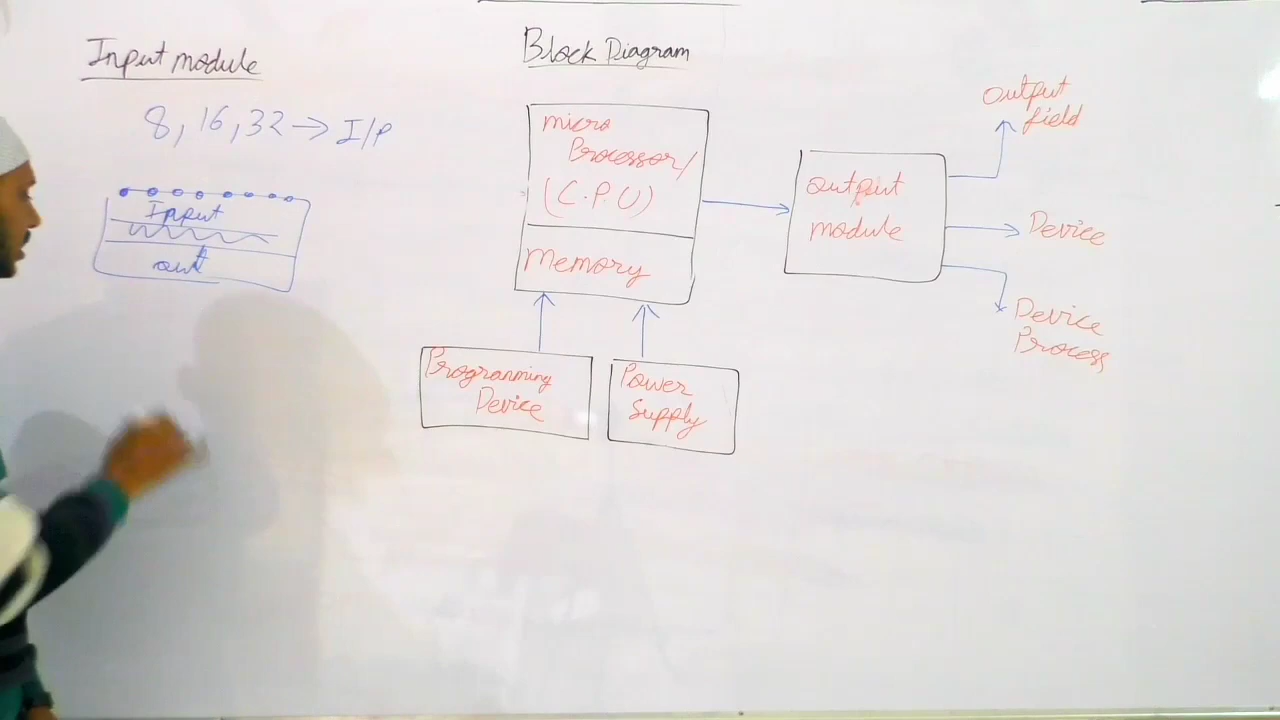 Input module
8, 16, 32 → I/P
Input
out
Block Diagram
micro
Processor/
(C.P.U)
Memory
Programming
Device
Power
Supply
output
module
output
field
Device
Device
Process